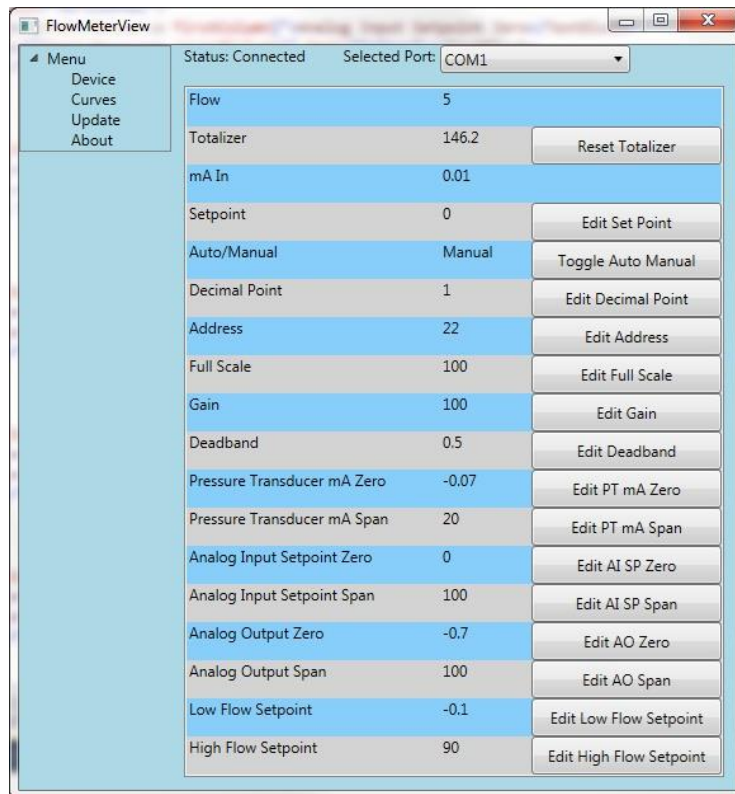 FlowMeterView
Menu
Device
Curves
Update
About
Status: Connected Selected Port: COM1
Flow 5
Totalizer 146.2 Reset Totalizer
mA In 0.01
Setpoint 0 Edit Set Point
Auto/Manual Manual Toggle Auto Manual
Decimal Point 1 Edit Decimal Point
Address 22 Edit Address
Full Scale 100 Edit Full Scale
Gain 100 Edit Gain
Deadband 0.5 Edit Deadband
Pressure Transducer mA Zero -0.07 Edit PT mA Zero
Pressure Transducer mA Span 20 Edit PT mA Span
Analog Input Setpoint Zero 0 Edit AI SP Zero
Analog Input Setpoint Span 100 Edit AI SP Span
Analog Output Zero -0.7 Edit AO Zero
Analog Output Span 100 Edit AO Span
Low Flow Setpoint -0.1 Edit Low Flow Setpoint
High Flow Setpoint 90 Edit High Flow Setpoint